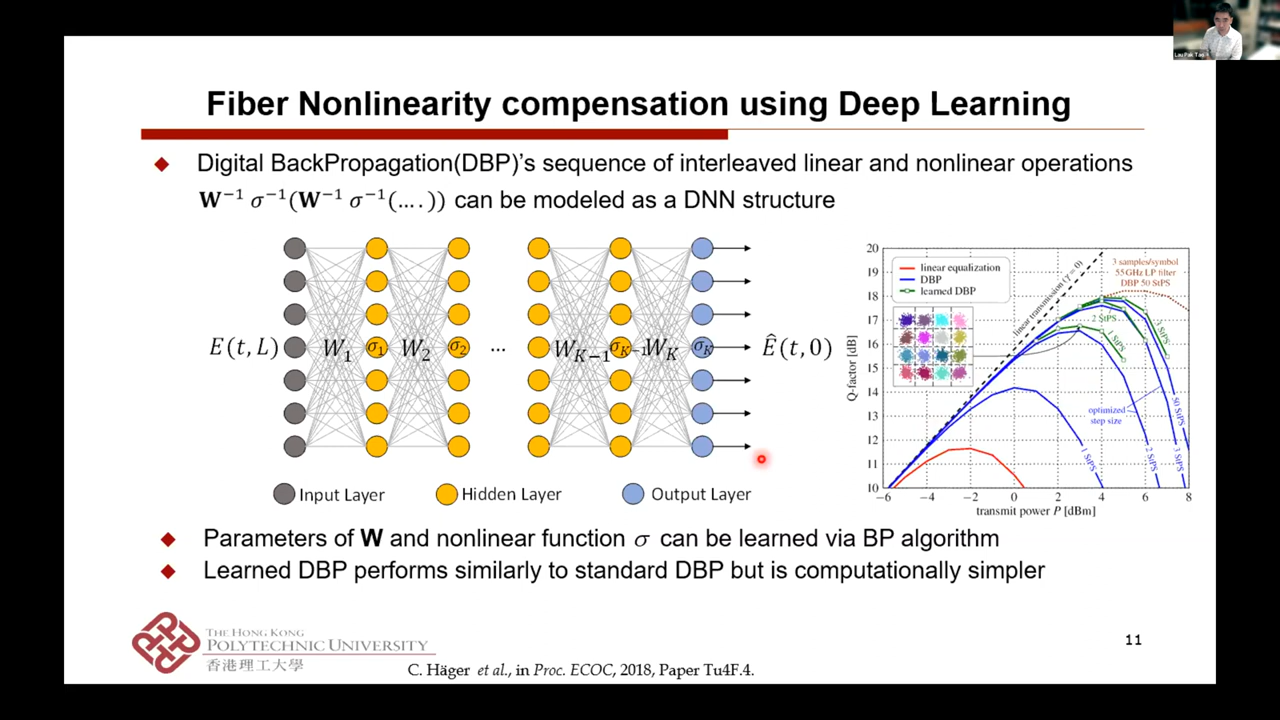 Lau Pak Tao
Fiber Nonlinearity compensation using Deep Learning
Digital BackPropagation(DBP)'s sequence of interleaved linear and nonlinear operations
W⁻¹ σ⁻¹(W⁻¹ σ⁻¹(....)) can be modeled as a DNN structure
E(t, L) W₁ σ₁ W₂ σ₂ ... W_{K−1} σ_{K−1} W_K σ_K Ê(t, 0)
Input Layer Hidden Layer Output Layer
20
19
18
17
16
15
14
13
12
11
10
Q-factor [dB]
linear equalization
DBP
learned DBP
linear transmission (γ = 0)
3 samples/symbol
55 GHz LP filter
DBP 50 StPS
2 StPS
1 StPS
3 StPS
optimized
step size
1 StPS
2 StPS
3 StPS
50 StPS
−6 −4 −2 0 2 4 6 8
transmit power P [dBm]
Parameters of W and nonlinear function σ can be learned via BP algorithm
Learned DBP performs similarly to standard DBP but is computationally simpler
THE HONG KONG
POLYTECHNIC UNIVERSITY
香港理工大學
11
C. Häger et al., in Proc. ECOC, 2018, Paper Tu4F.4.